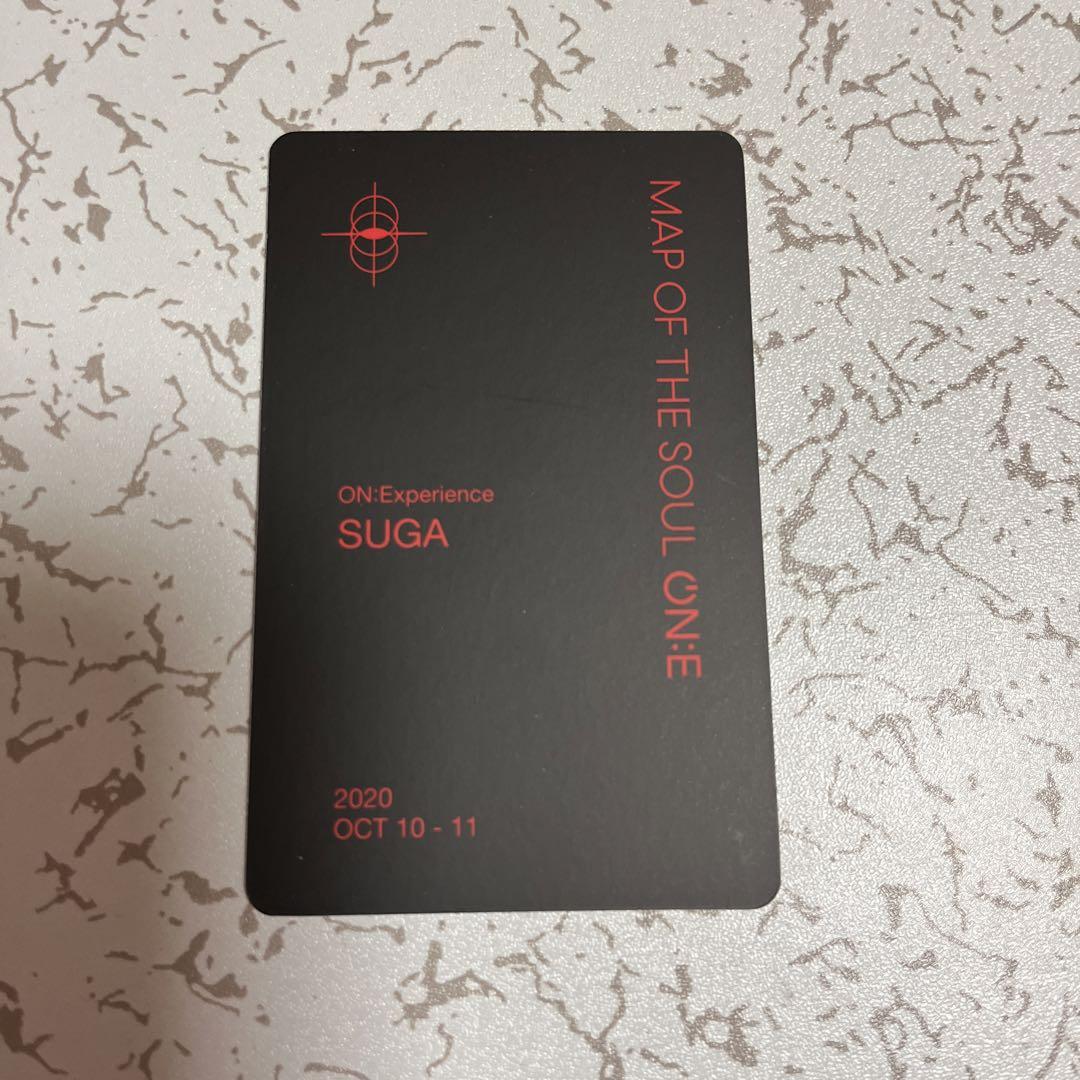 MAP OF THE SOUL ON:E
ON:Experience
SUGA
2020
OCT 10 - 11